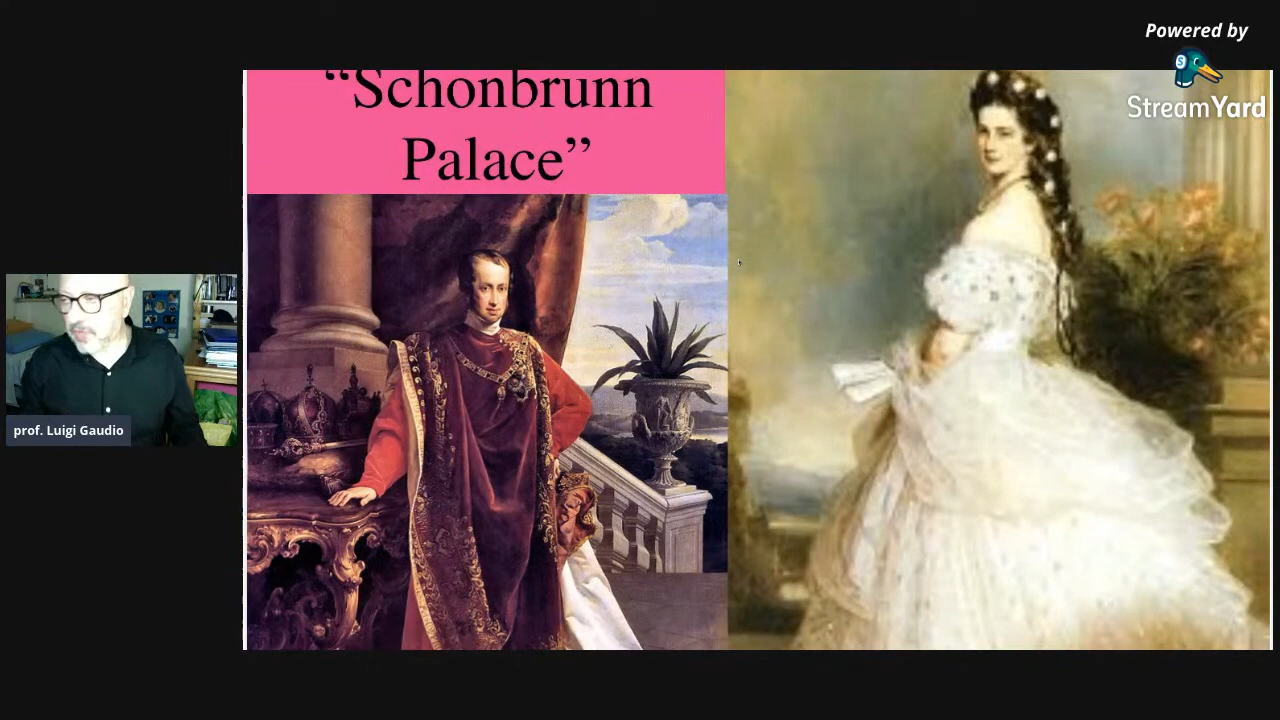 Powered by
StreamYard
“Schonbrunn
Palace”
prof. Luigi Gaudio